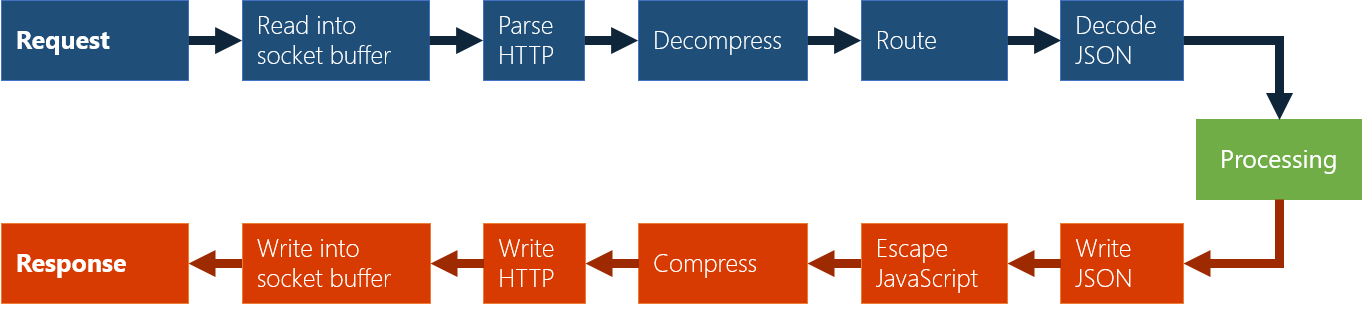 Request
Read into
socket buffer
Parse
HTTP
Decompress
Route
Decode
JSON
Processing
Response
Write into
socket buffer
Write
HTTP
Compress
Escape
JavaScript
Write
JSON